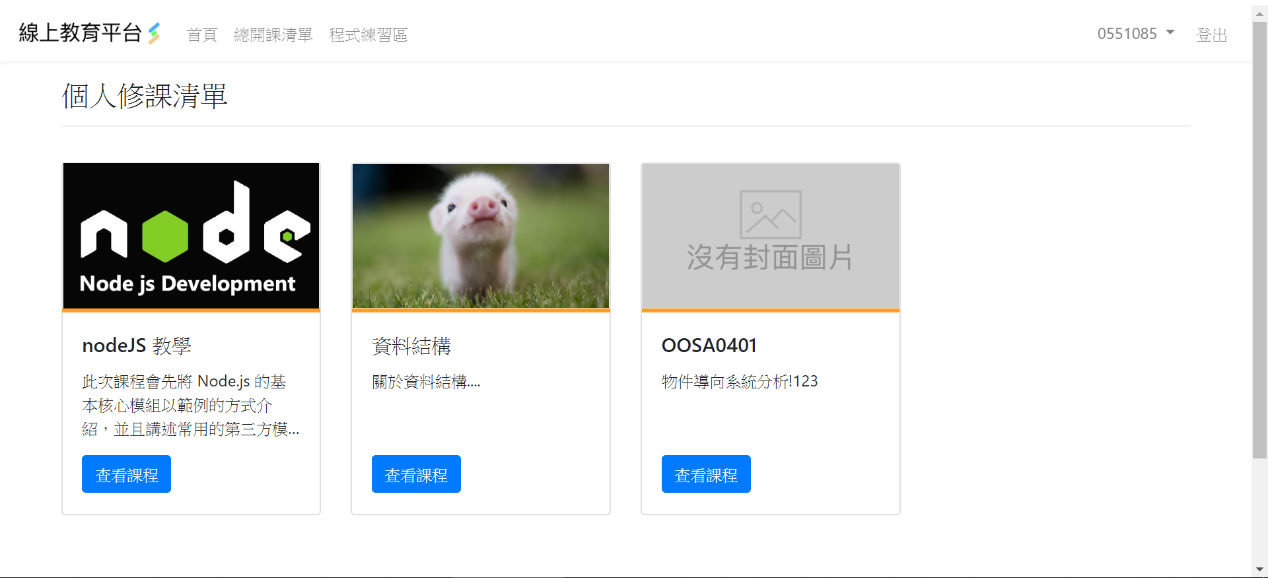 線上教育平台 首頁 總開課清單 程式練習區 0551085 登出
個人修課清單
node
Node js Development
沒有封面圖片
nodeJS 教學
此次課程會先將 Node.js 的基
本核心模組以範例的方式介
紹，並且講述常用的第三方模...
查看課程
資料結構
關於資料結構....
查看課程
OOSA0401
物件導向系統分析!123
查看課程